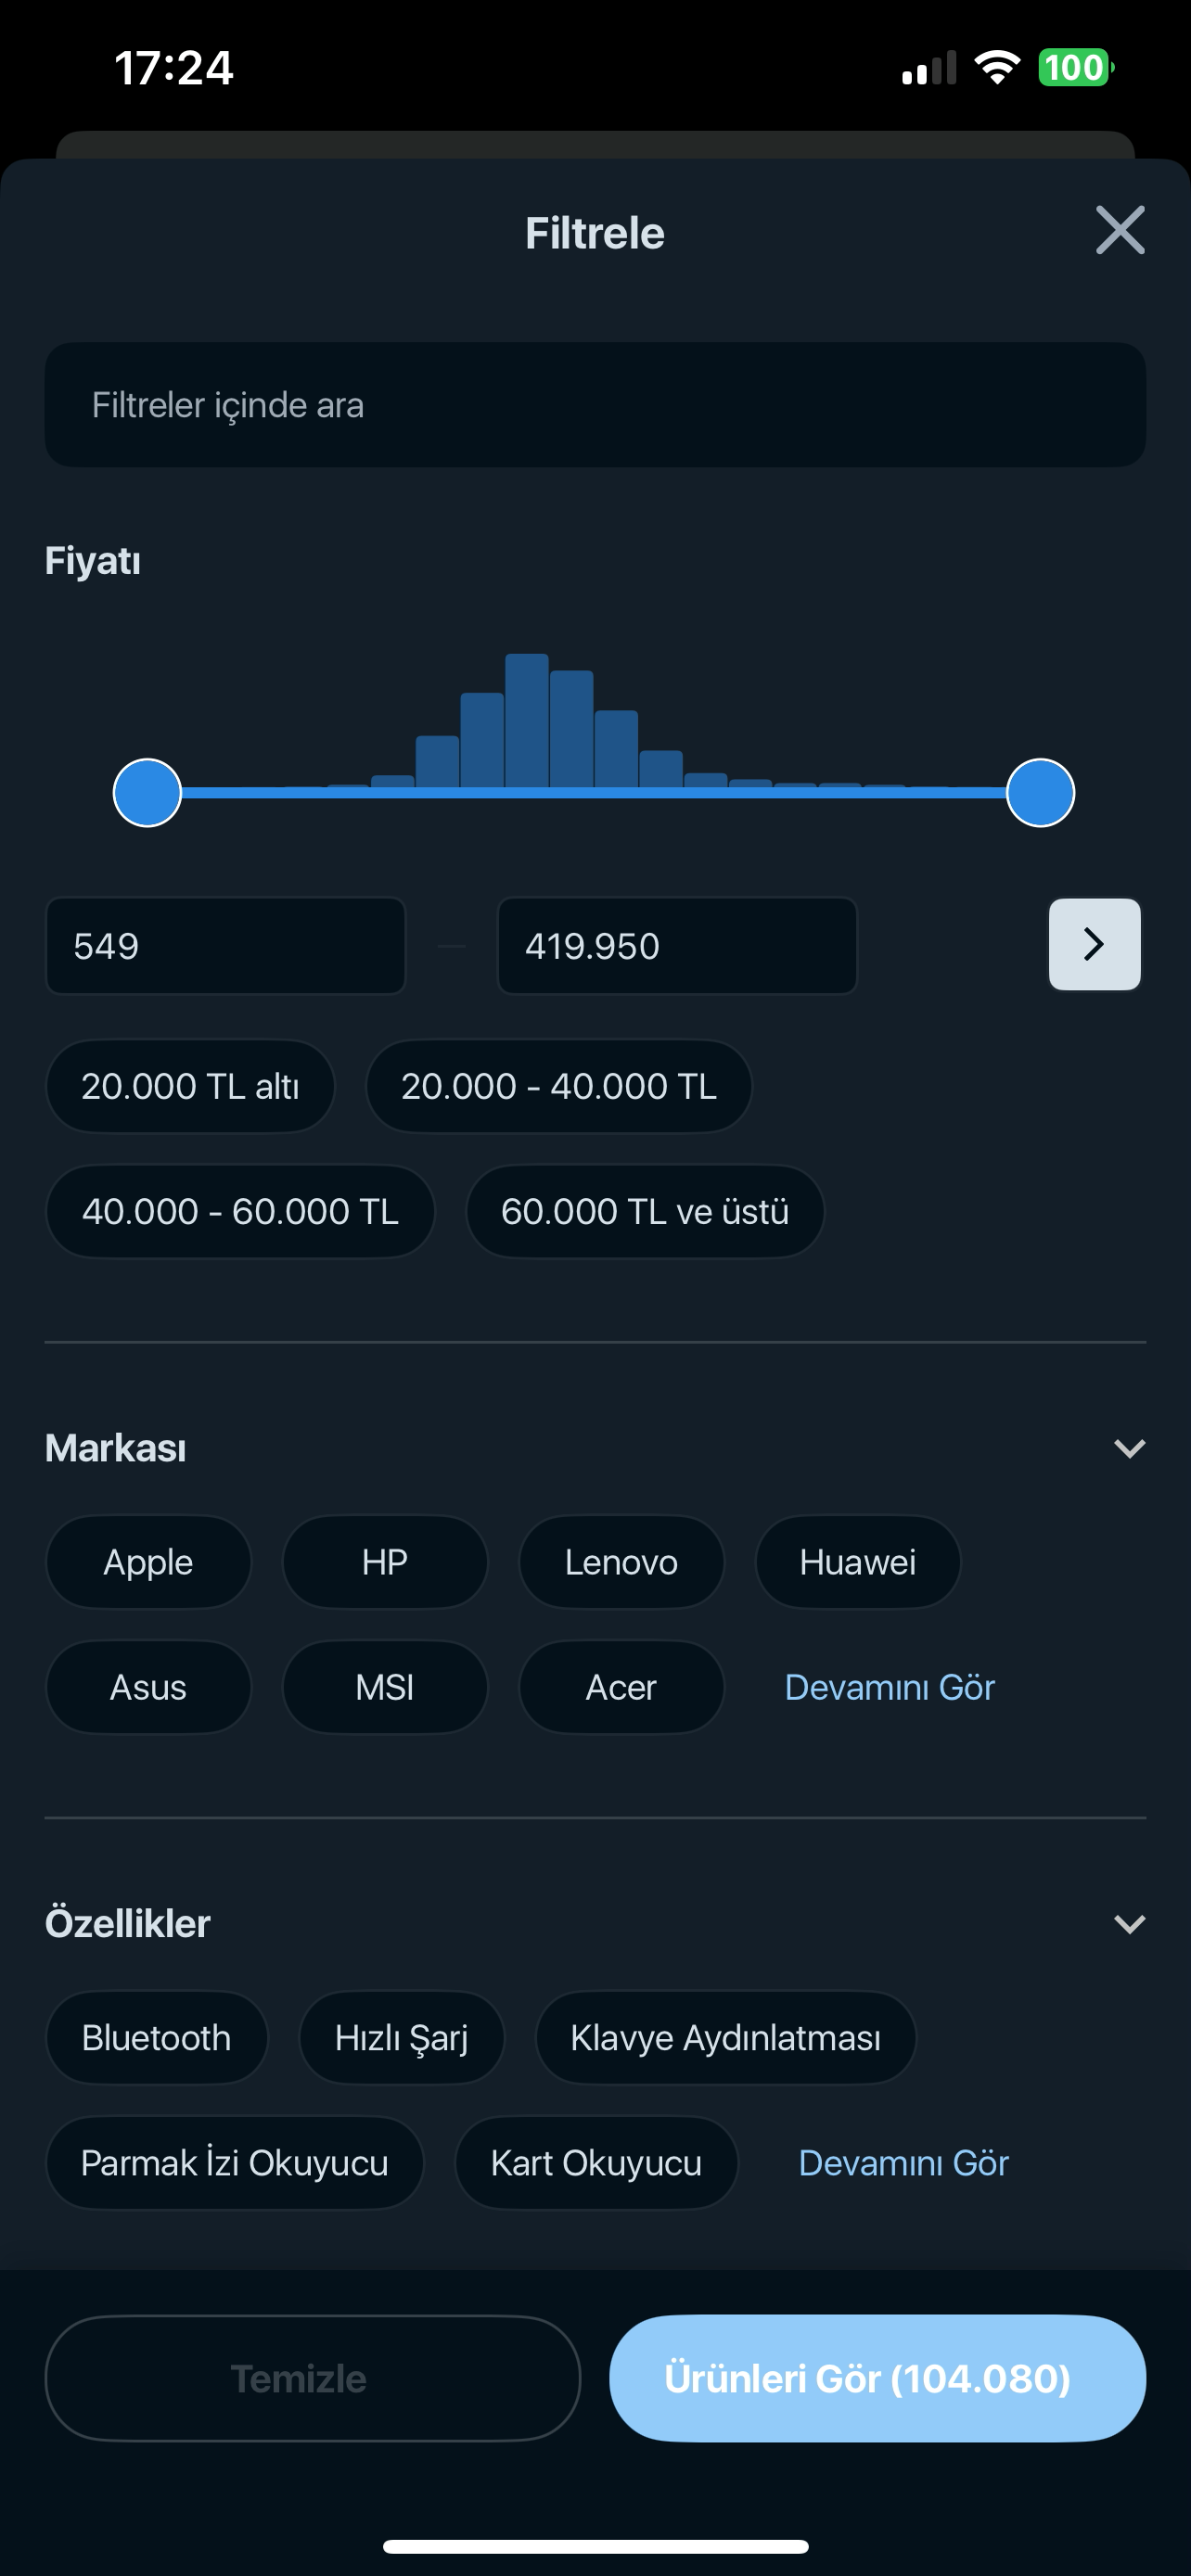 17:24
100
Filtrele
Filtreler içinde ara
Fiyatı
549 — 419.950
20.000 TL altı 20.000 - 40.000 TL
40.000 - 60.000 TL 60.000 TL ve üstü
Markası
Apple HP Lenovo Huawei
Asus MSI Acer Devamını Gör
Özellikler
Bluetooth Hızlı Şarj Klavye Aydınlatması
Parmak İzi Okuyucu Kart Okuyucu Devamını Gör
Temizle Ürünleri Gör (104.080)